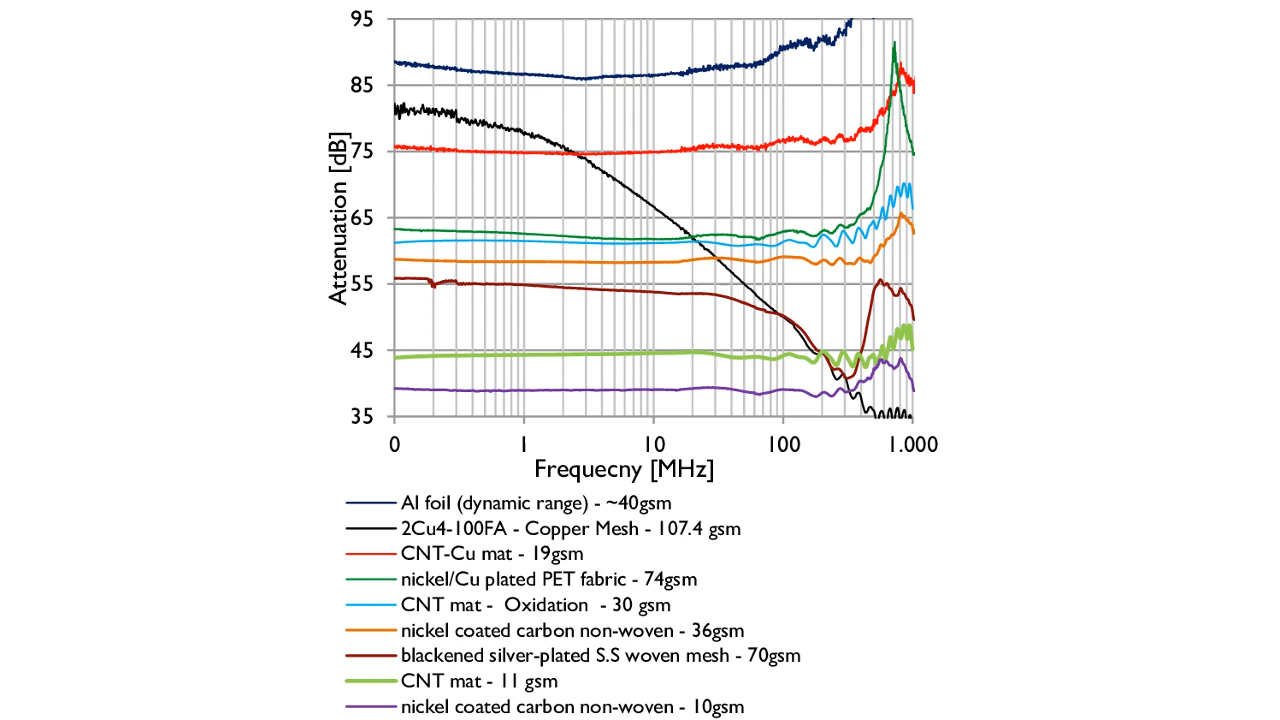 95
85
75
65
55
45
35
Attenuation [dB]
0 1 10 100 1.000
Frequecny [MHz]
Al foil (dynamic range) - ~40gsm
2Cu4-100FA - Copper Mesh - 107.4 gsm
CNT-Cu mat - 19gsm
nickel/Cu plated PET fabric - 74gsm
CNT mat - Oxidation - 30 gsm
nickel coated carbon non-woven - 36gsm
blackened silver-plated S.S woven mesh - 70gsm
CNT mat - 11 gsm
nickel coated carbon non-woven - 10gsm